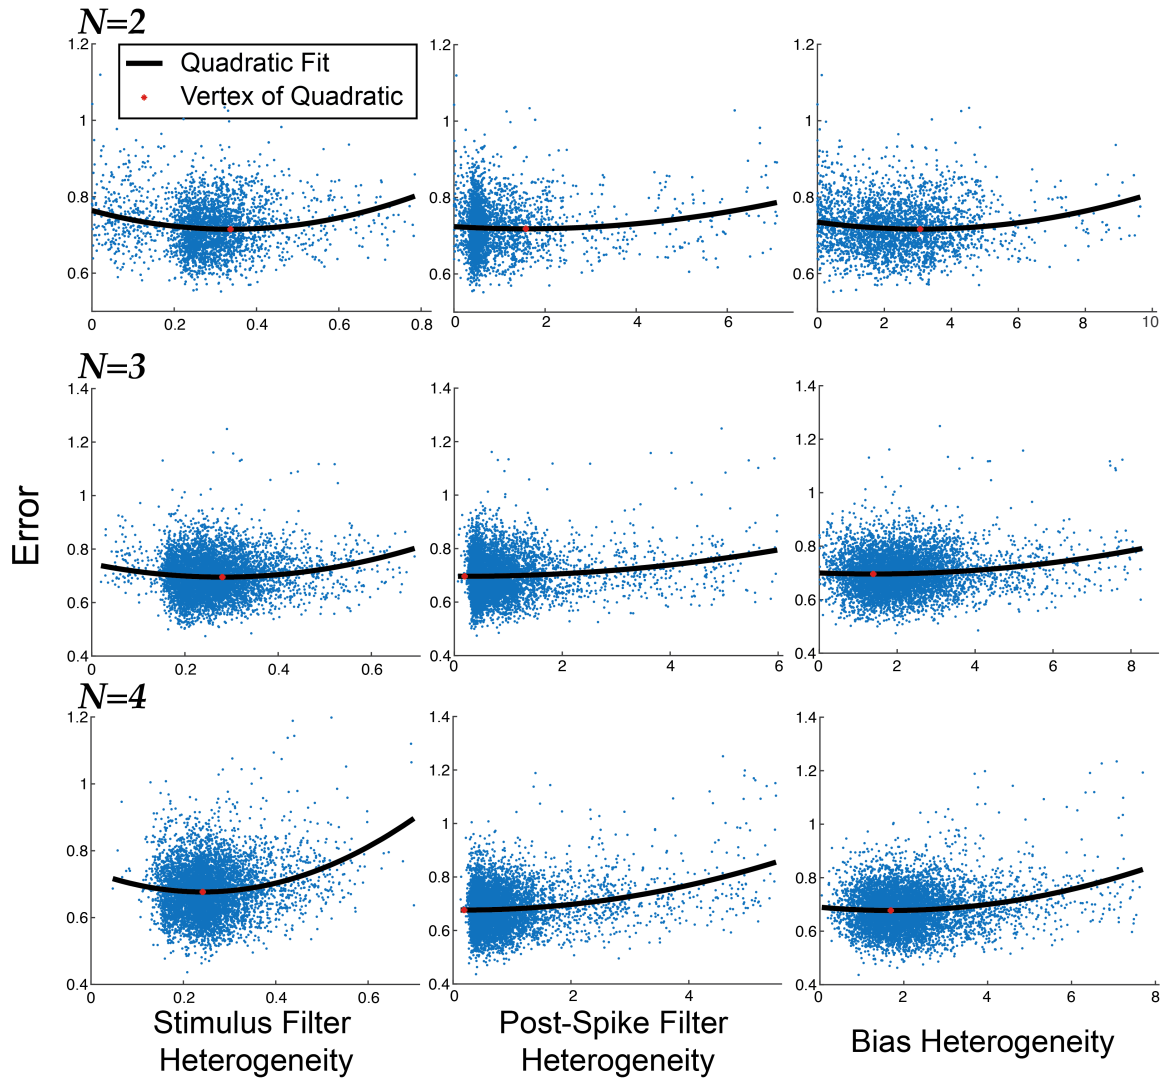 N=2
Quadratic Fit
Vertex of Quadratic
1.2
1
0.8
0.6
0 0.2 0.4 0.6 0.8
1.2
1
0.8
0.6
0 2 4 6
1.2
1
0.8
0.6
0 2 4 6 8 10
N=3
1.4
1.2
1
0.8
0.6
0.4
0 0.2 0.4 0.6
1.4
1.2
1
0.8
0.6
0.4
0 2 4 6
1.4
1.2
1
0.8
0.6
0.4
0 2 4 6 8
Error
N=4
1.2
1
0.8
0.6
0.4
0 0.2 0.4 0.6
1.4
1.2
1
0.8
0.6
0.4
0 2 4
1.4
1.2
1
0.8
0.6
0.4
0 2 4 6 8
Stimulus Filter
Heterogeneity
Post-Spike Filter
Heterogeneity
Bias Heterogeneity